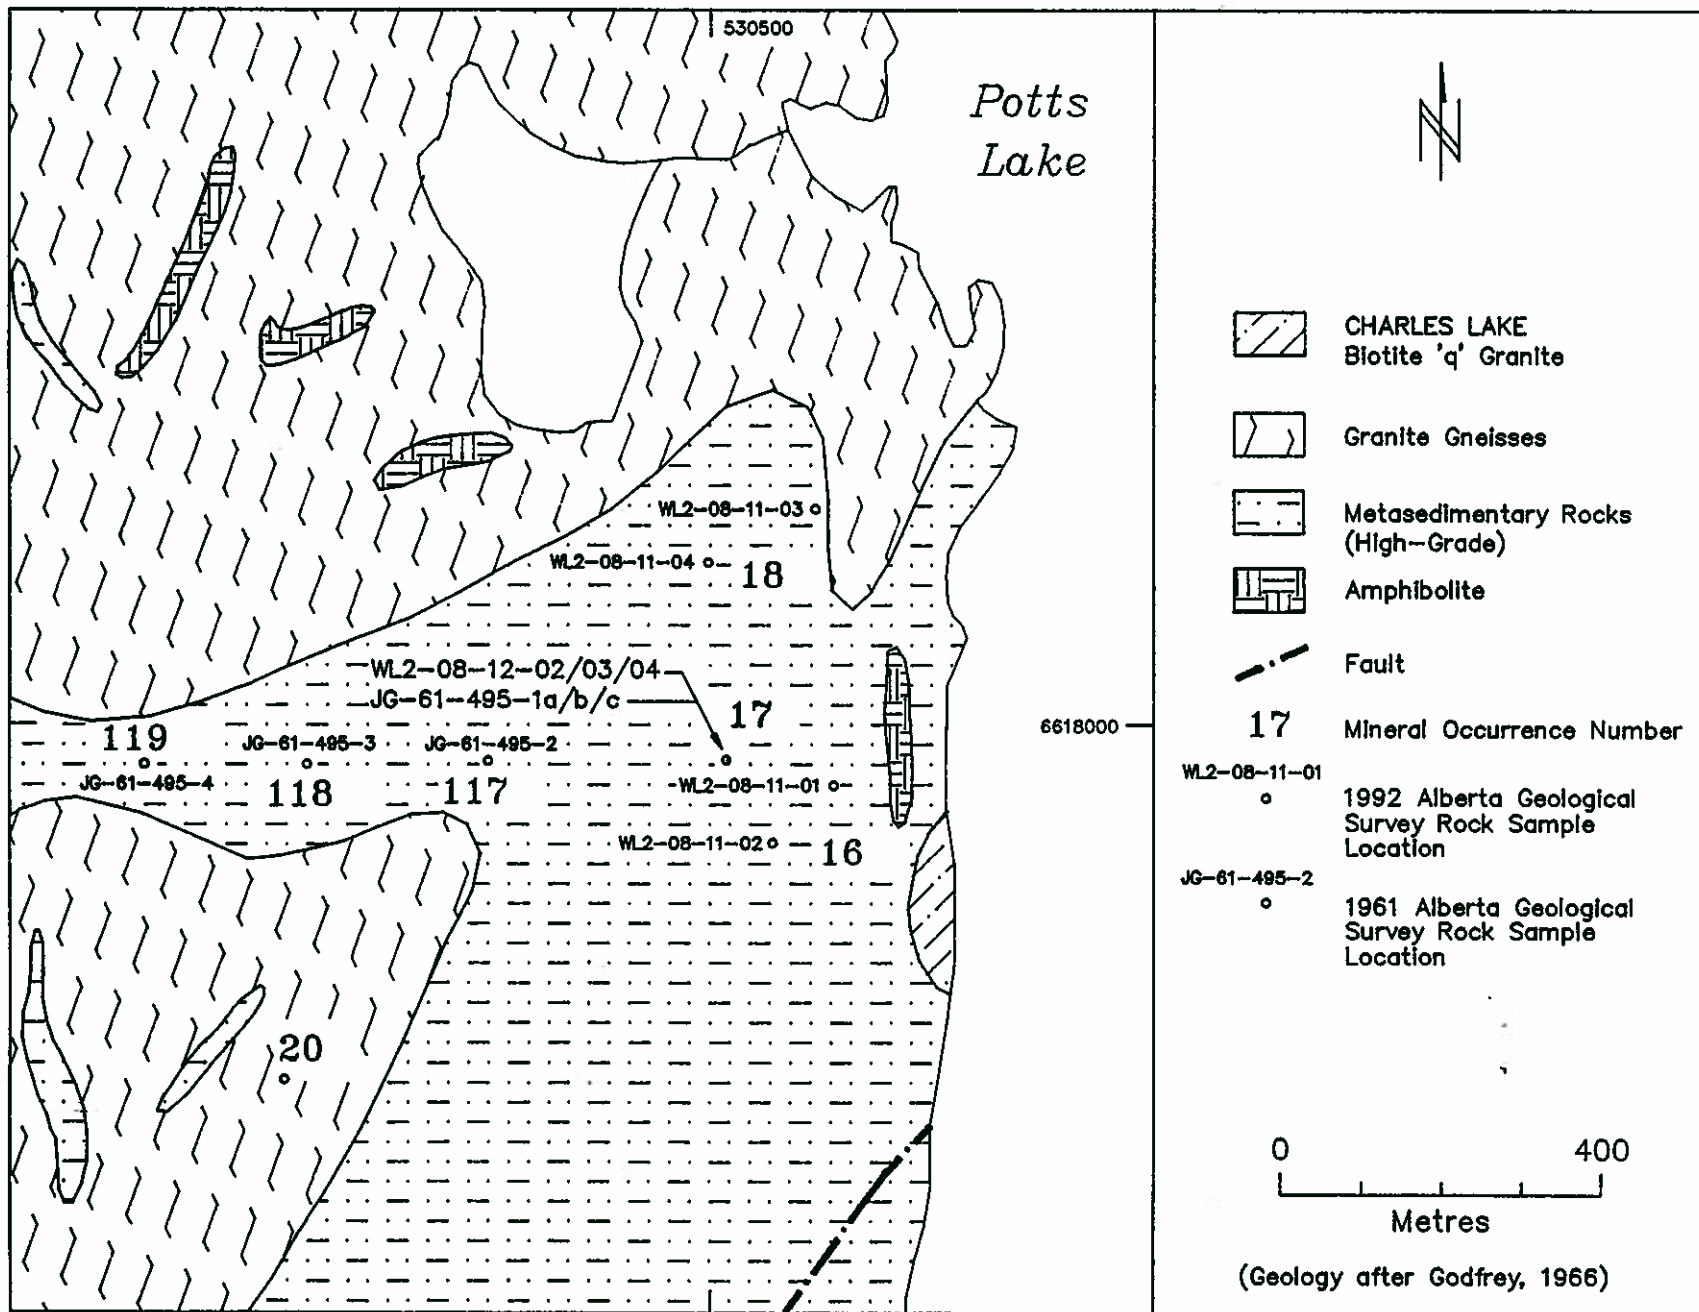 530500
Potts
Lake
WL2-08-11-03
WL2-08-11-04
18
WL2-08-12-02/03/04
JG-61-495-1a/b/c
17
6618000
119
JG-61-495-3
JG-61-495-2
JG-61-495-4
118
117
WL2-08-11-01
WL2-08-11-02
16
20
N
CHARLES LAKE
Biotite 'q' Granite
Granite Gneisses
Metasedimentary Rocks
(High-Grade)
Amphibolite
Fault
17 Mineral Occurrence Number
WL2-08-11-01
1992 Alberta Geological
Survey Rock Sample
Location
JG-61-495-2
1961 Alberta Geological
Survey Rock Sample
Location
0 400
Metres
(Geology after Godfrey, 1966)